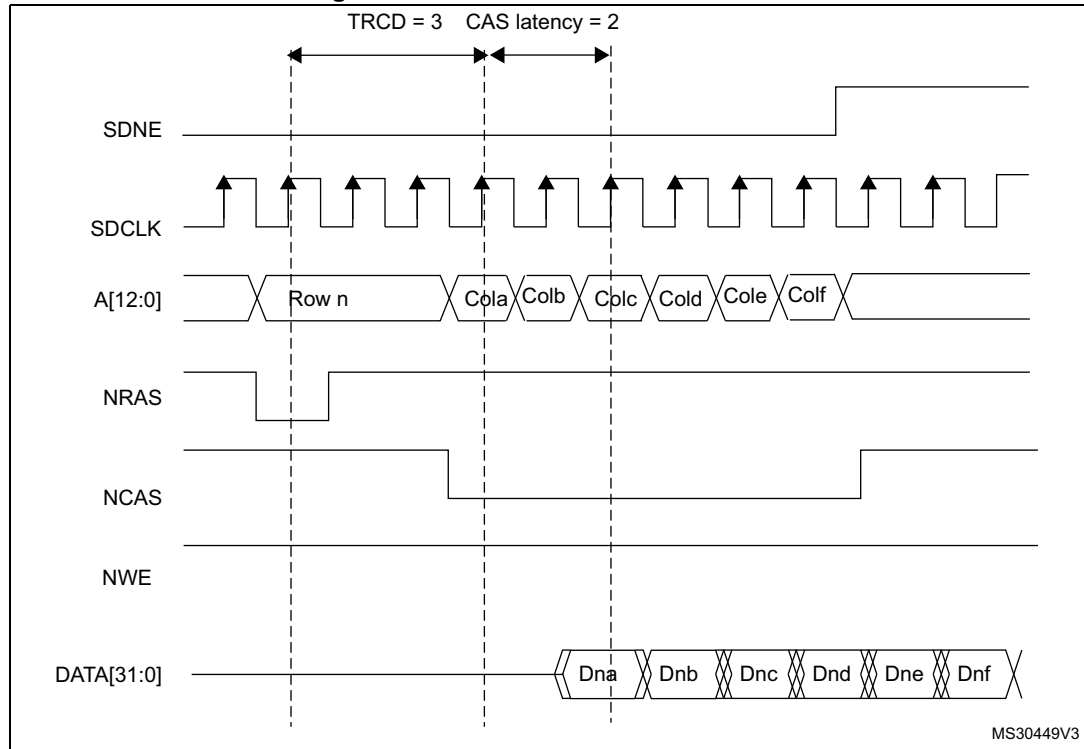 TRCD = 3 CAS latency = 2
SDNE
SDCLK
A[12:0] Row n Cola Colb Colc Cold Cole Colf
NRAS
NCAS
NWE
DATA[31:0] Dna Dnb Dnc Dnd Dne Dnf
MS30449V3